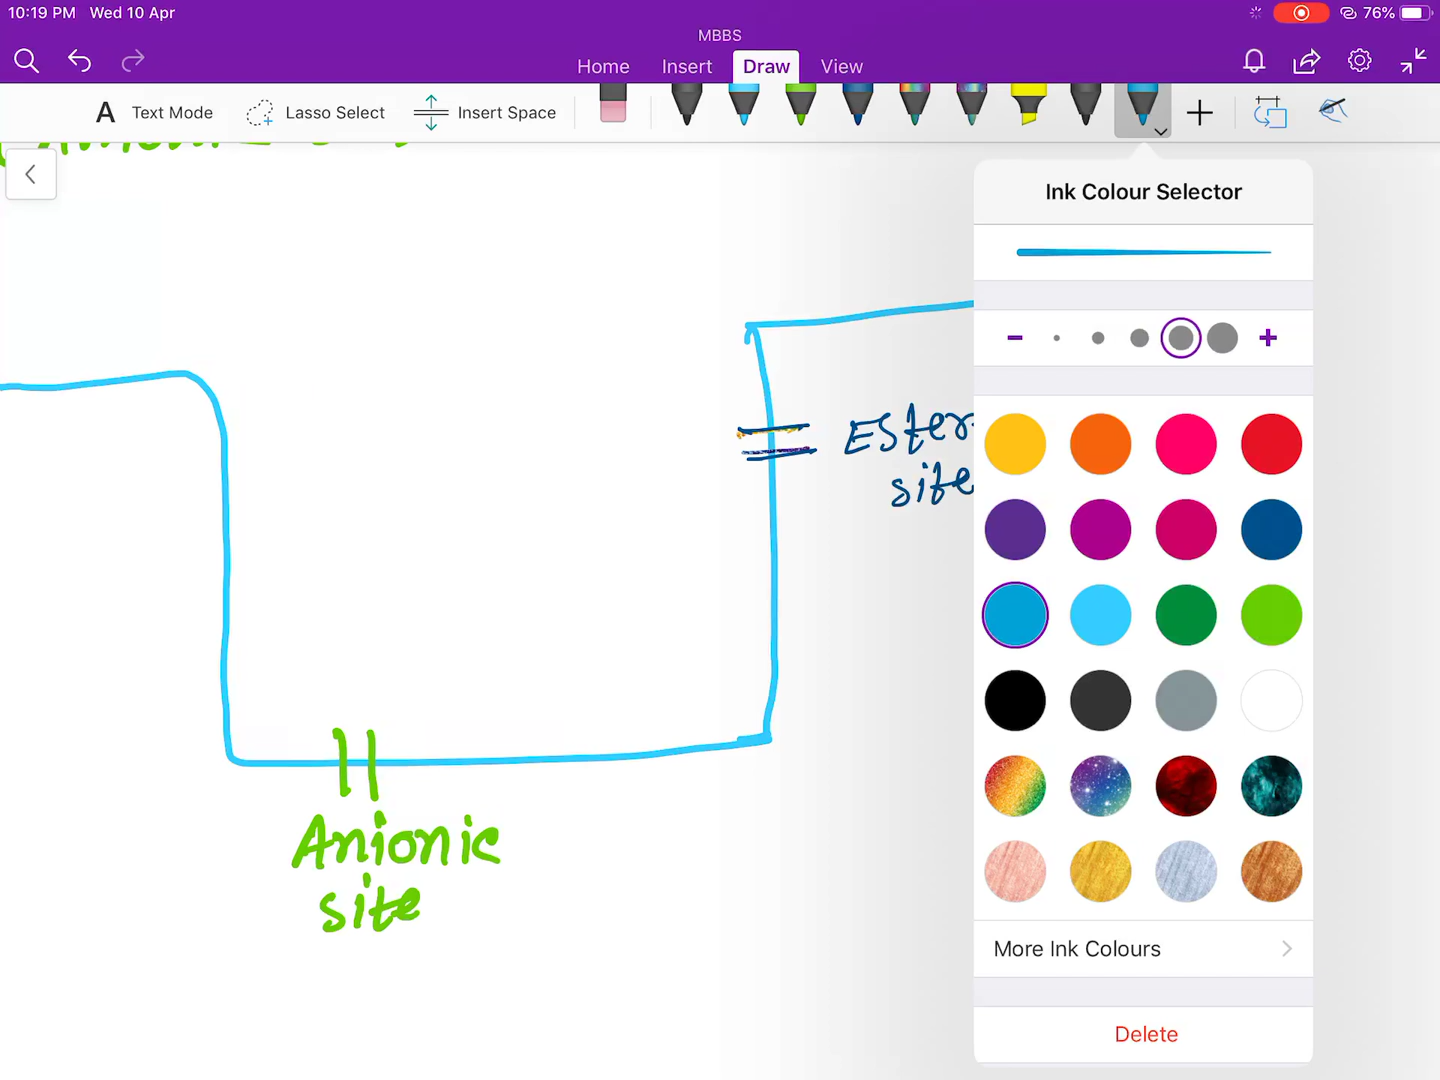 10:19 PM Wed 10 Apr
76%
MBBS
Home Insert Draw View
A Text Mode Lasso Select Insert Space
Ink Colour Selector
Ester
site
Anionic
site
More Ink Colours
Delete